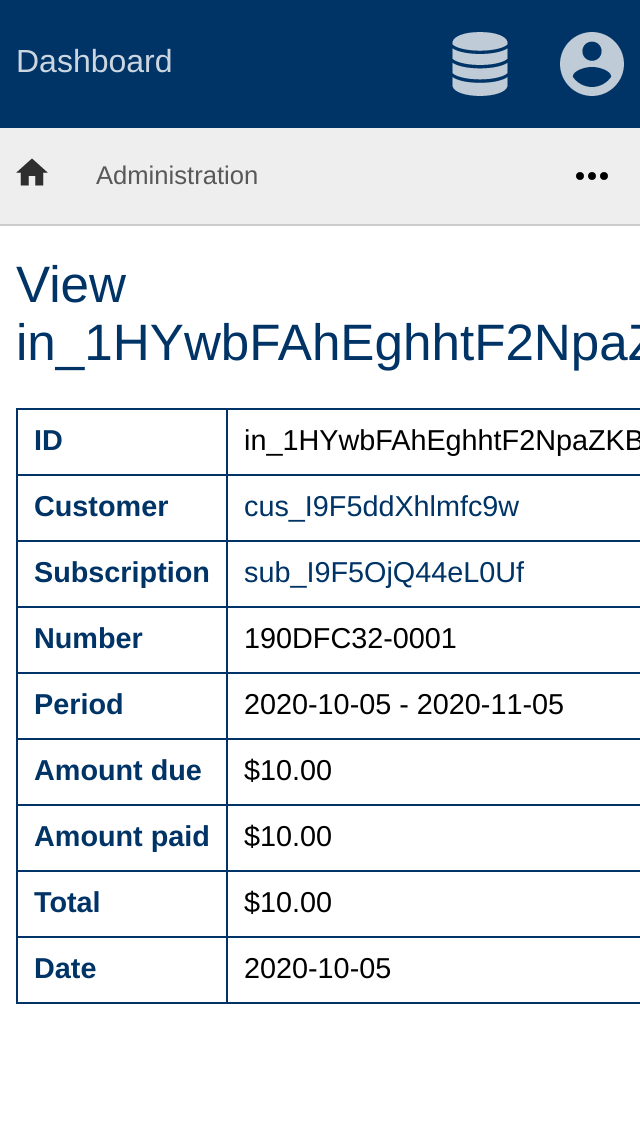 Dashboard
Administration
View
in_1HYwbFAhEghhtF2Npa
ID in_1HYwbFAhEghhtF2NpaZKB
Customer cus_I9F5ddXhlmfc9w
Subscription sub_I9F5OjQ44eL0Uf
Number 190DFC32-0001
Period 2020-10-05 - 2020-11-05
Amount due $10.00
Amount paid $10.00
Total $10.00
Date 2020-10-05